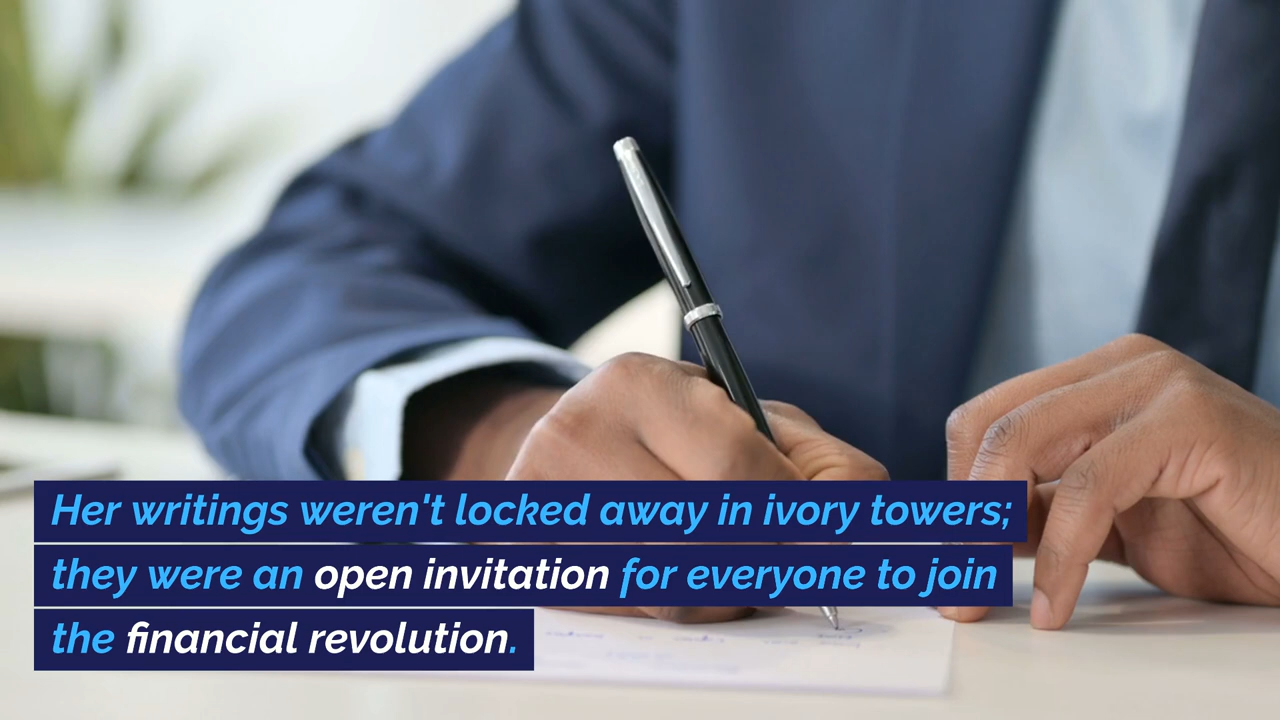 Her writings weren't locked away in ivory towers;
they were an open invitation for everyone to join
the financial revolution.